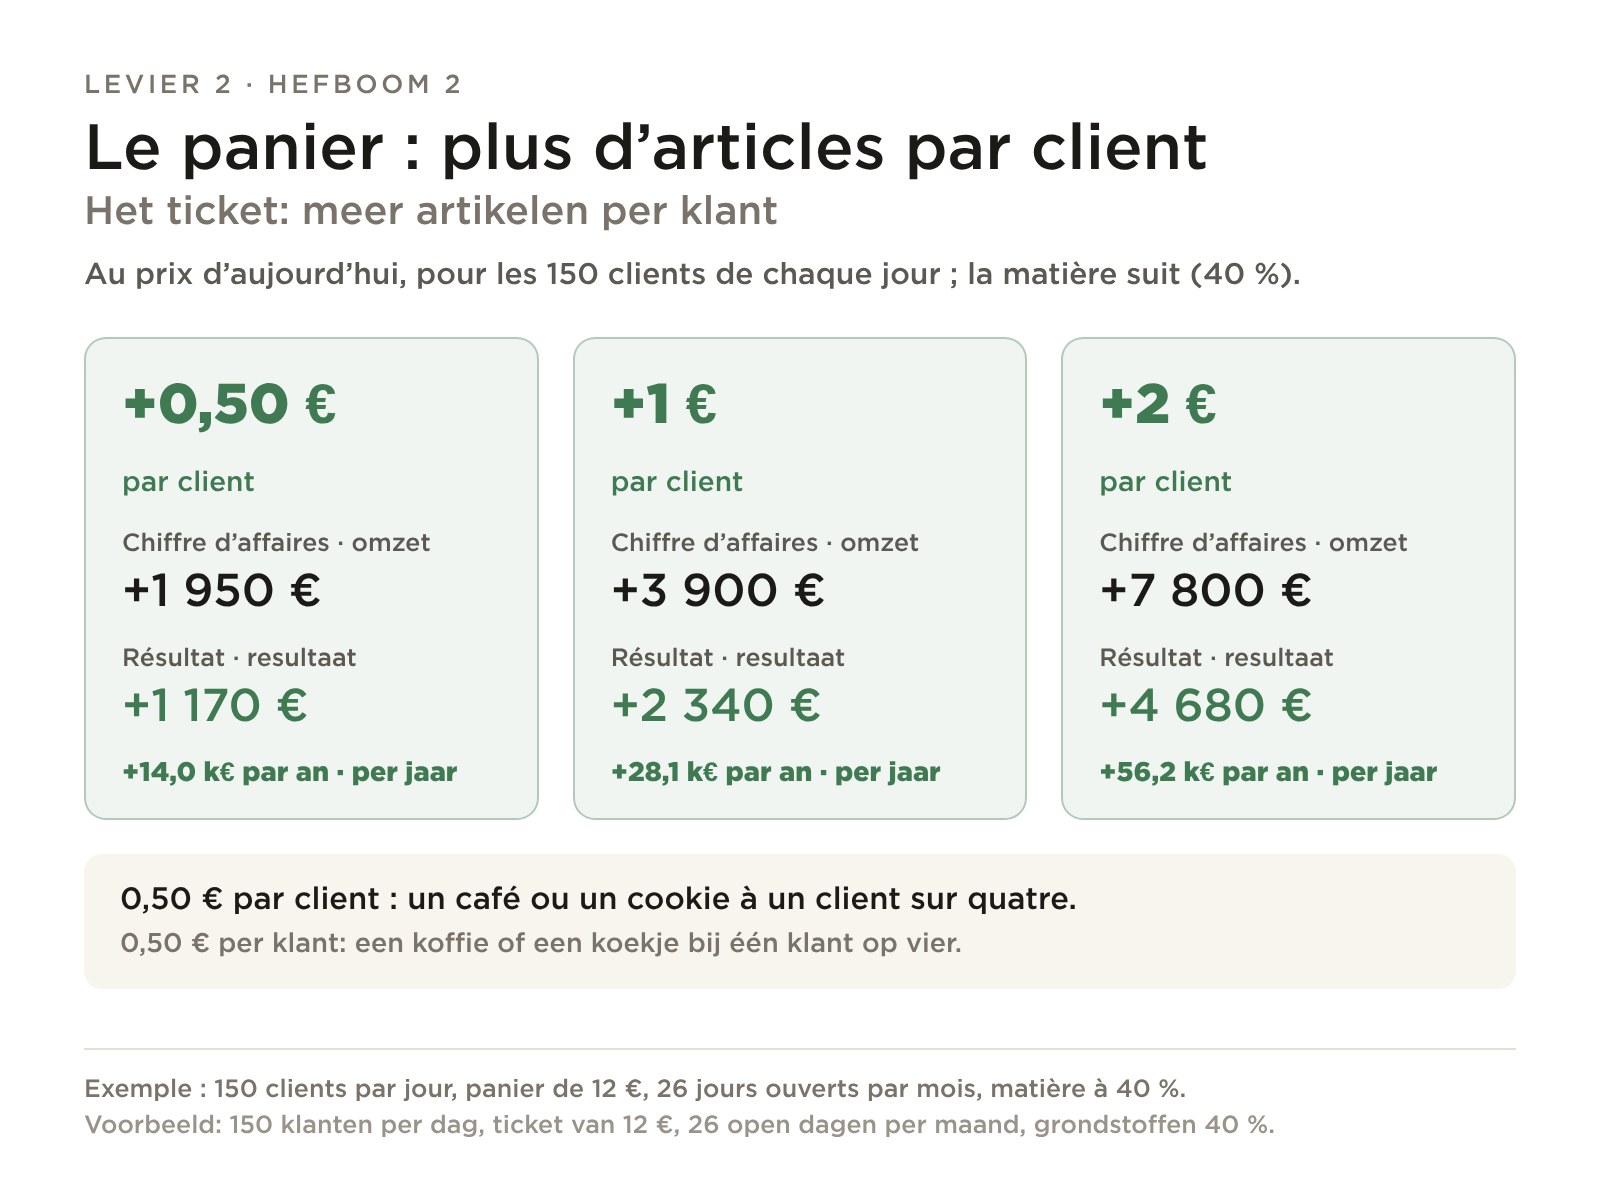 LEVIER 2 · HEFBOOM 2
Le panier : plus d’articles par client
Het ticket: meer artikelen per klant
Au prix d’aujourd’hui, pour les 150 clients de chaque jour ; la matière suit (40 %).
+0,50 €
par client
Chiffre d’affaires · omzet
+1 950 €
Résultat · resultaat
+1 170 €
+14,0 k€ par an · per jaar
+1 €
par client
Chiffre d’affaires · omzet
+3 900 €
Résultat · resultaat
+2 340 €
+28,1 k€ par an · per jaar
+2 €
par client
Chiffre d’affaires · omzet
+7 800 €
Résultat · resultaat
+4 680 €
+56,2 k€ par an · per jaar
0,50 € par client : un café ou un cookie à un client sur quatre.
0,50 € per klant: een koffie of een koekje bij één klant op vier.
Exemple : 150 clients par jour, panier de 12 €, 26 jours ouverts par mois, matière à 40 %.
Voorbeeld: 150 klanten per dag, ticket van 12 €, 26 open dagen per maand, grondstoffen 40 %.